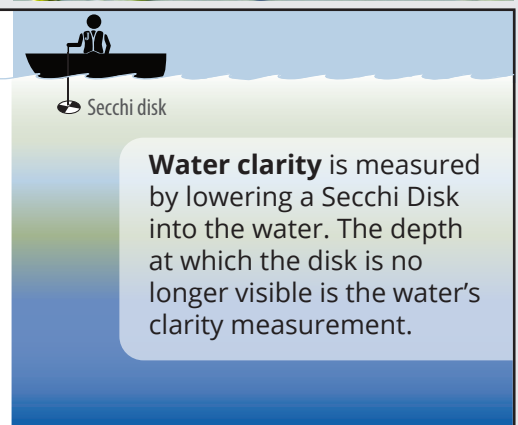 Secchi disk
Water clarity is measured
by lowering a Secchi Disk
into the water. The depth
at which the disk is no
longer visible is the water's
clarity measurement.